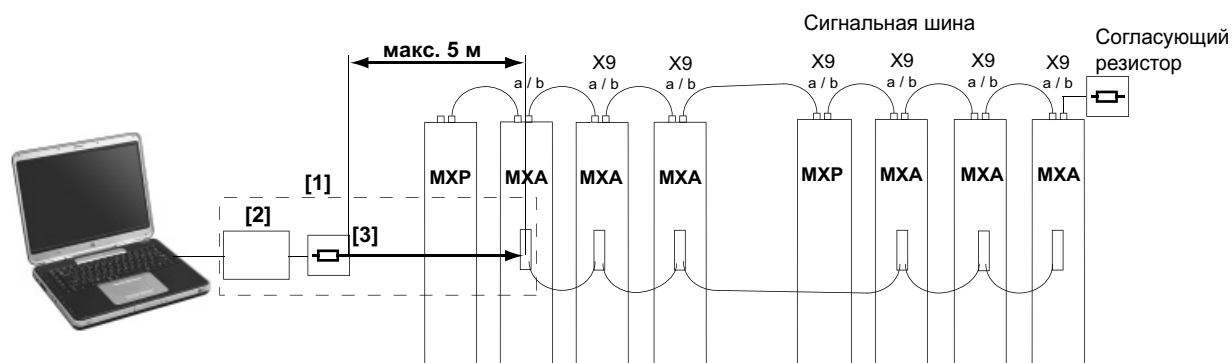 Сигнальная шина
Согласующий
резистор
макс. 5 м
X9
X9
X9
X9
X9
X9
a / b
a / b
a / b
a / b
a / b
a / b
a / b
MXP
MXA
MXA
MXA
MXP
MXA
MXA
MXA
[1]
[2]
[3]